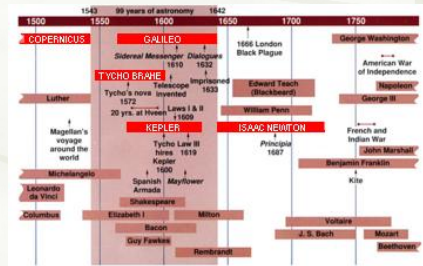 1543 99 years of astronomy 1642
1500 1550 1600 1650 1700 1750
COPERNICUS GALILEO George Washington
Sidereal Messenger 1610
Dialogues 1632
1666 London Black Plague
American War of Independence
TYCHO BRAHE
Tycho's nova 1572
Telescope invented
Imprisoned 1633
Edward Teach (Blackbeard)
Napoleon
Luther
20 yrs. at Hveen
Laws I & II 1609
William Penn
George III
KEPLER ISAAC NEWTON
Magellan's voyage around the world
Tycho hires Kepler 1600
Law III 1619
Principia 1687
French and Indian War
John Marshall
Benjamin Franklin
Michelangelo
Spanish Armada
Mayflower
Kite
Leonardo da Vinci
Shakespeare
Columbus
Elizabeth I
Milton
Voltaire
Bacon
J. S. Bach
Mozart
Guy Fawkes
Rembrandt
Beethoven